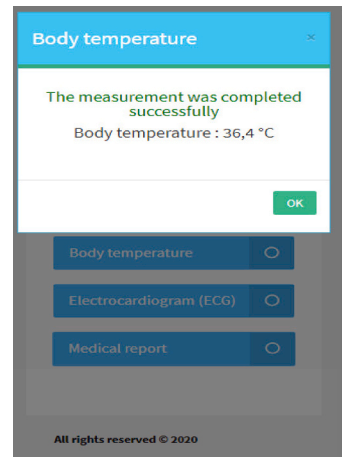 Body temperature ×
The measurement was completed
successfully
Body temperature : 36,4 °C
OK
Body temperature
Electrocardiogram (ECG)
Medical report
All rights reserved © 2020